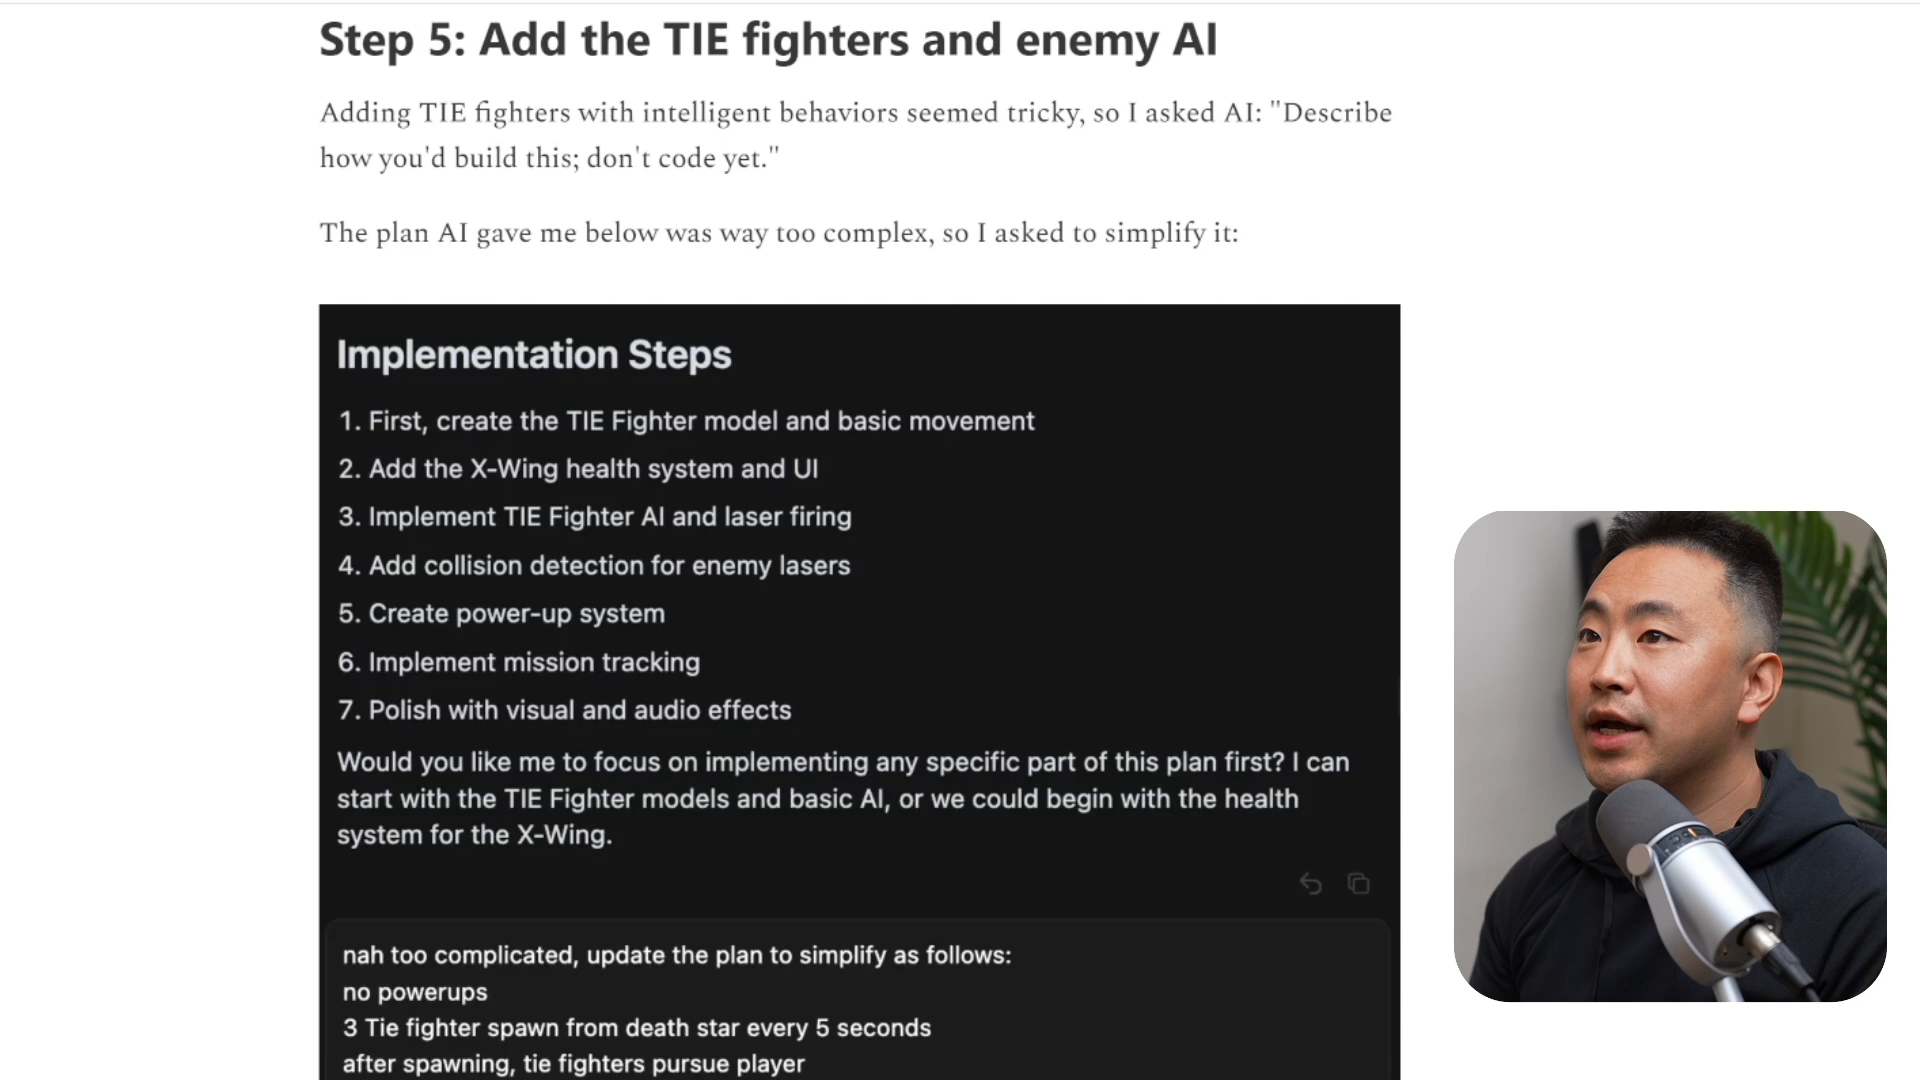 Step 5: Add the TIE fighters and enemy AI
Adding TIE fighters with intelligent behaviors seemed tricky, so I asked AI: "Describe
how you'd build this; don't code yet."
The plan AI gave me below was way too complex, so I asked to simplify it:
Implementation Steps
1. First, create the TIE Fighter model and basic movement
2. Add the X-Wing health system and UI
3. Implement TIE Fighter AI and laser firing
4. Add collision detection for enemy lasers
5. Create power-up system
6. Implement mission tracking
7. Polish with visual and audio effects
Would you like me to focus on implementing any specific part of this plan first? I can
start with the TIE Fighter models and basic AI, or we could begin with the health
system for the X-Wing.
nah too complicated, update the plan to simplify as follows:
no powerups
3 Tie fighter spawn from death star every 5 seconds
after spawning, tie fighters pursue player